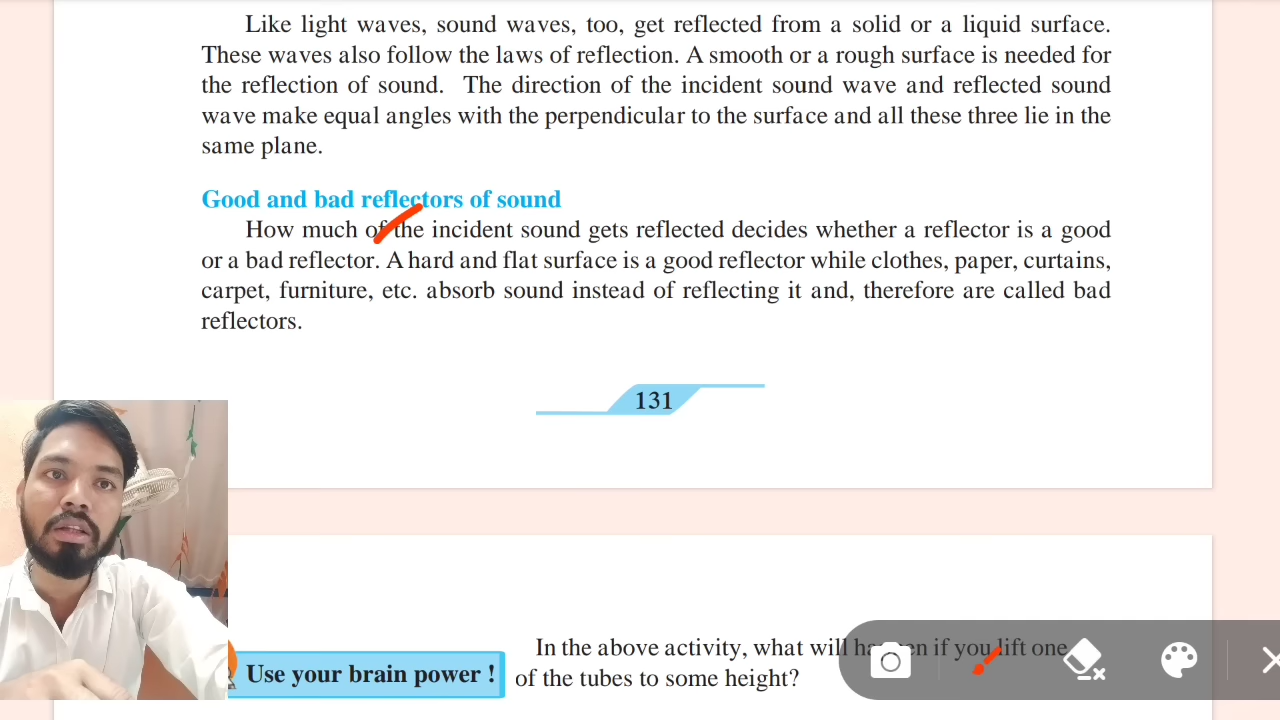 Like light waves, sound waves, too, get reflected from a solid or a liquid surface.
These waves also follow the laws of reflection. A smooth or a rough surface is needed for
the reflection of sound. The direction of the incident sound wave and reflected sound
wave make equal angles with the perpendicular to the surface and all these three lie in the
same plane.
Good and bad reflectors of sound
How much of the incident sound gets reflected decides whether a reflector is a good
or a bad reflector. A hard and flat surface is a good reflector while clothes, paper, curtains,
carpet, furniture, etc. absorb sound instead of reflecting it and, therefore are called bad
reflectors.
131
Use your brain power !
In the above activity, what will happen if you lift one
of the tubes to some height?